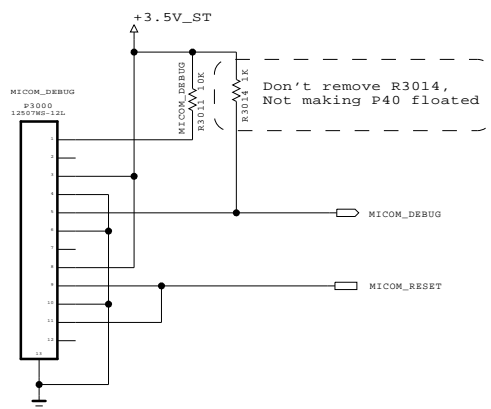 +3.5V_ST
MICOM_DEBUG
P3000
12507WS-12L
MICOM_DEBUG
R3011 10K
R3014 1K
Don't remove R3014,
Not making P40 floated
1
2
3
4
5
6
7
8
9
10
11
12
13
MICOM_DEBUG
MICOM_RESET